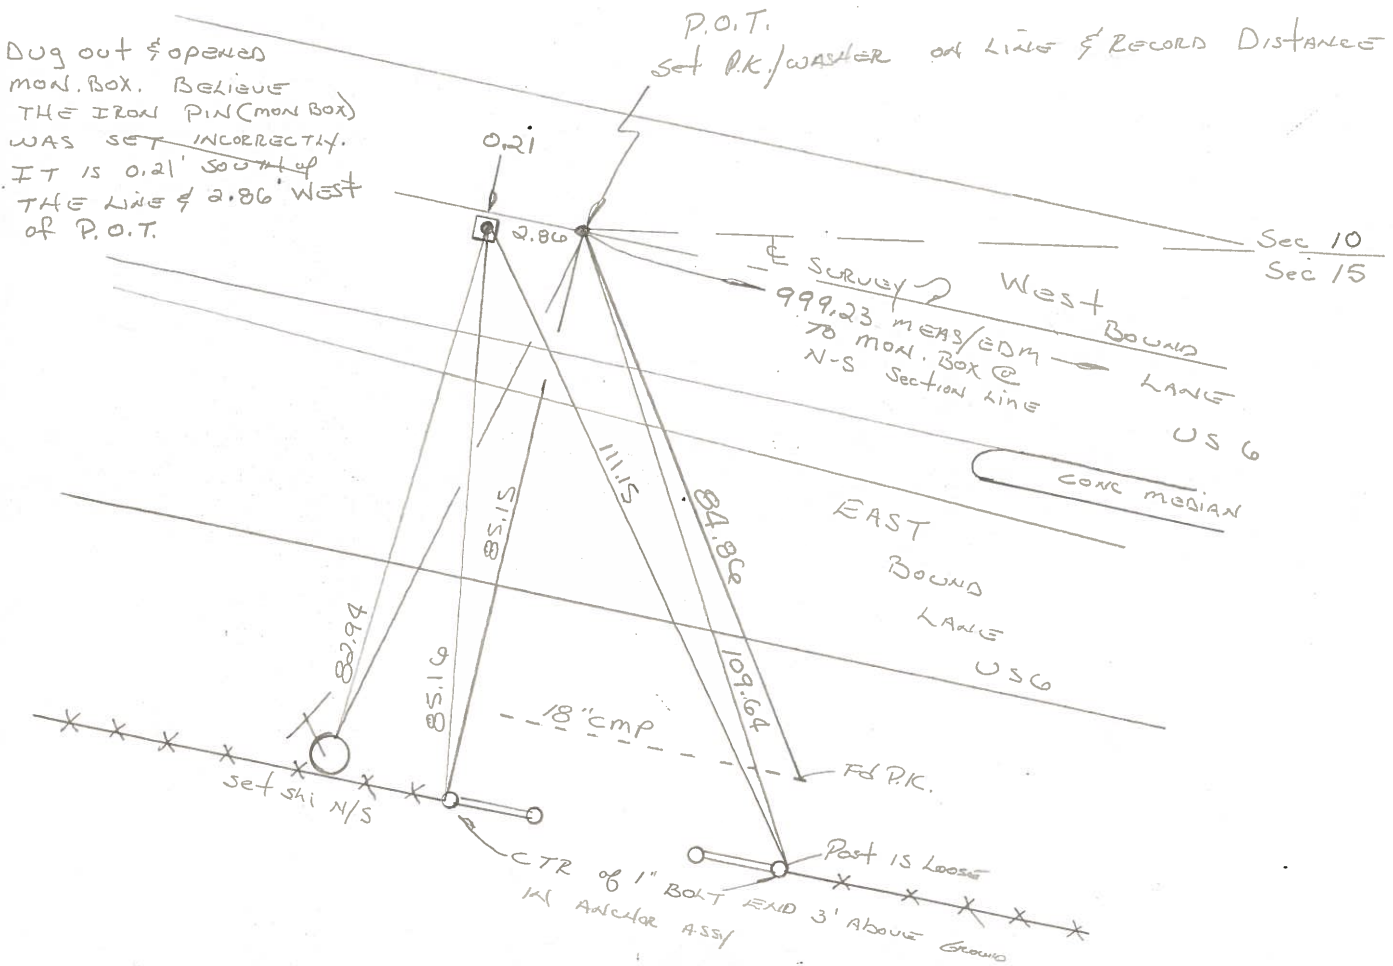 P.O.T.
Set P.K./WASHER ON LINE & RECORD DISTANCE
DUG OUT & OPENED
MON. BOX. BELIEVE
THE IRON PIN (MON BOX)
WAS SET INCORRECTLY.
IT IS 0.21' SOUTH of
THE LINE & 2.86' WEST
of P.O.T.
0.21
2.86
Sec 10
Sec 15
℄ SURVEY
West
BOUND
LANE
US 6
999.23 MEAS/EDM
TO MON. BOX @
N-S Section Line
CONC MEDIAN
EAST
BOUND
LANE
US6
111.15
84.86
85.15
82.94
85.16
109.64
18" CMP
Fd P.K.
Set Shi N/S
Post IS LOOSE
CTR of 1" BOLT END 3' ABOVE GROUND
IN ANCHOR ASSY